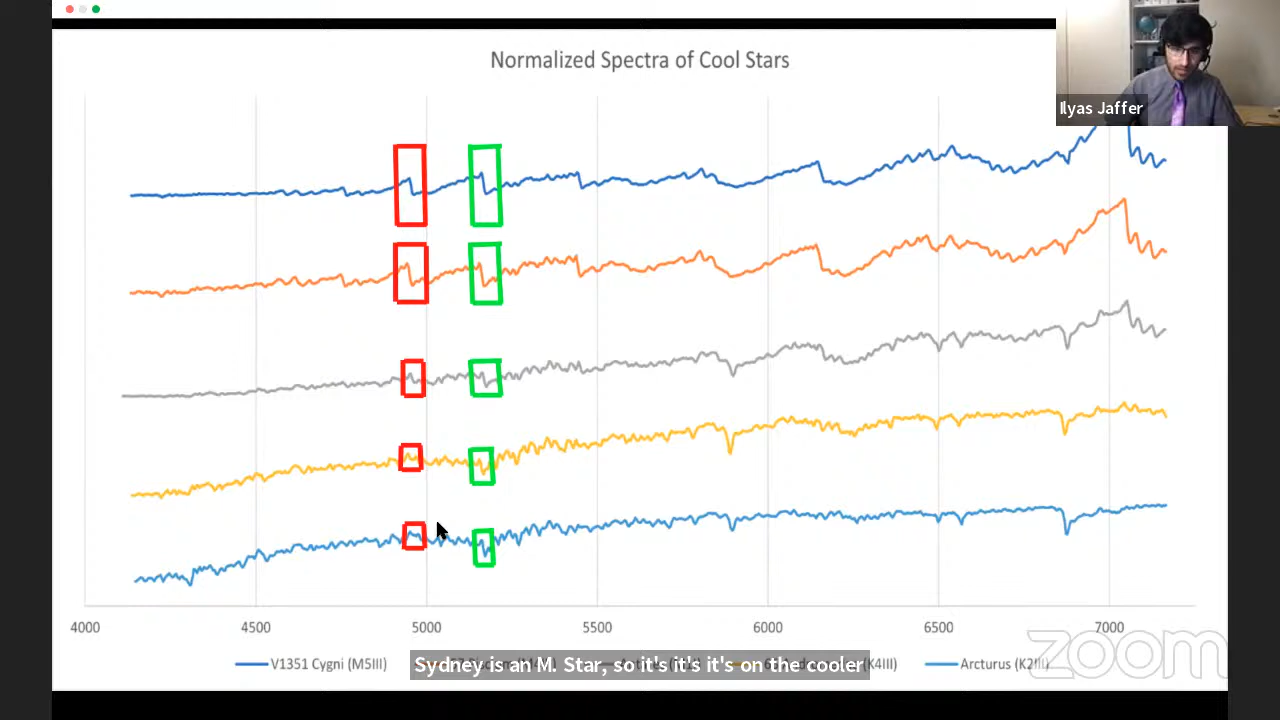 Normalized Spectra of Cool Stars
Ilyas Jaffer
4000 4500 5000 5500 6000 6500 7000
V1351 Cygni (M5III) (K4III) Arcturus (K2III)
Sydney is an M. Star, so it's it's it's on the cooler
zoom